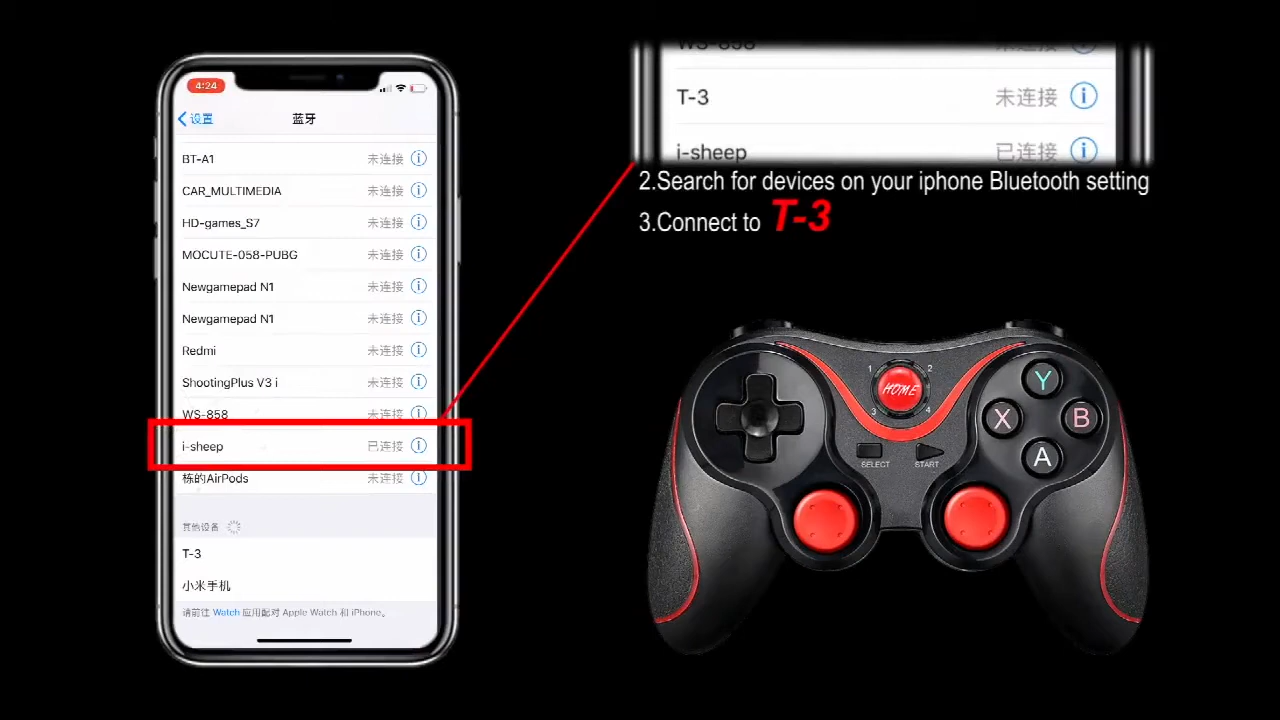 4:24
设置
蓝牙
BT-A1 未连接
CAR_MULTIMEDIA 未连接
HD-games_S7 未连接
MOCUTE-058-PUBG 未连接
Newgamepad N1 未连接
Newgamepad N1 未连接
Redmi 未连接
ShootingPlus V3 i 未连接
WS-858 未连接
i-sheep 已连接
栋的AirPods 未连接
其他设备
T-3
小米手机
请前往 Watch 应用配对 Apple Watch 和 iPhone。
WS-858 未连接
T-3 未连接
i-sheep 已连接
2.Search for devices on your iphone Bluetooth setting
3.Connect to T-3
1 2
HOME
3 4
SELECT START
Y
X B
A